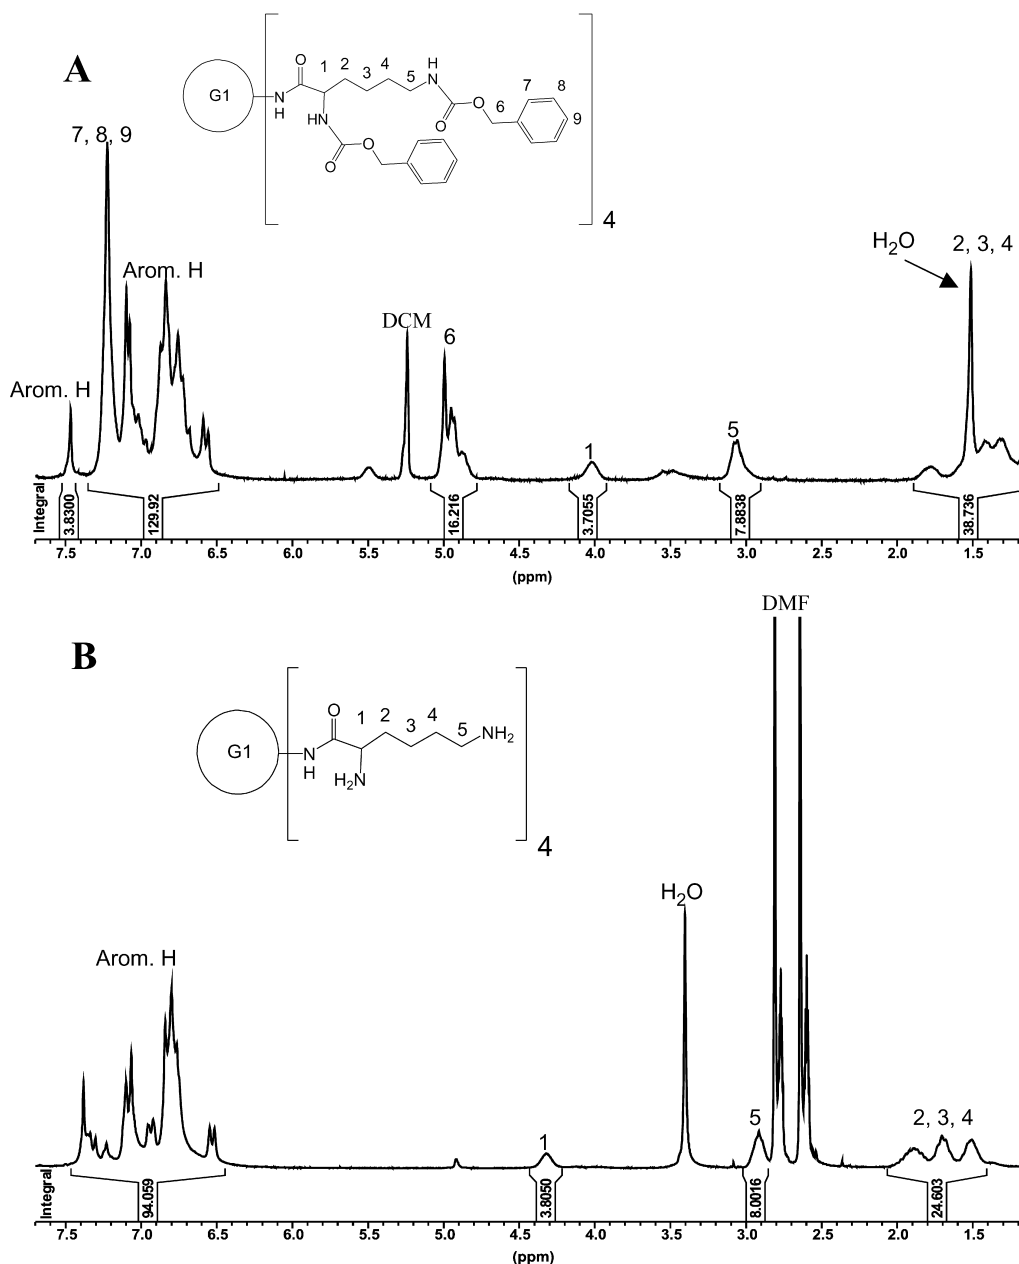 A
G1
N
H
O
1
2
3
4
5
H
N
HN
O
O
O
O
6
7
8
9
4
7, 8, 9
Arom. H
Arom. H
DCM
6
1
5
H2O
2, 3, 4
Integral
3.8300
129.92
16.216
3.7055
7.8838
38.736
7.5 7.0 6.5 6.0 5.5 5.0 4.5 4.0 3.5 3.0 2.5 2.0 1.5
(ppm)
B
G1
N
H
O
1
2
3
4
5
NH2
H2N
4
DMF
H2O
Arom. H
1
5
2, 3, 4
Integral
94.059
3.8050
8.0016
24.603
7.5 7.0 6.5 6.0 5.5 5.0 4.5 4.0 3.5 3.0 2.5 2.0 1.5
(ppm)